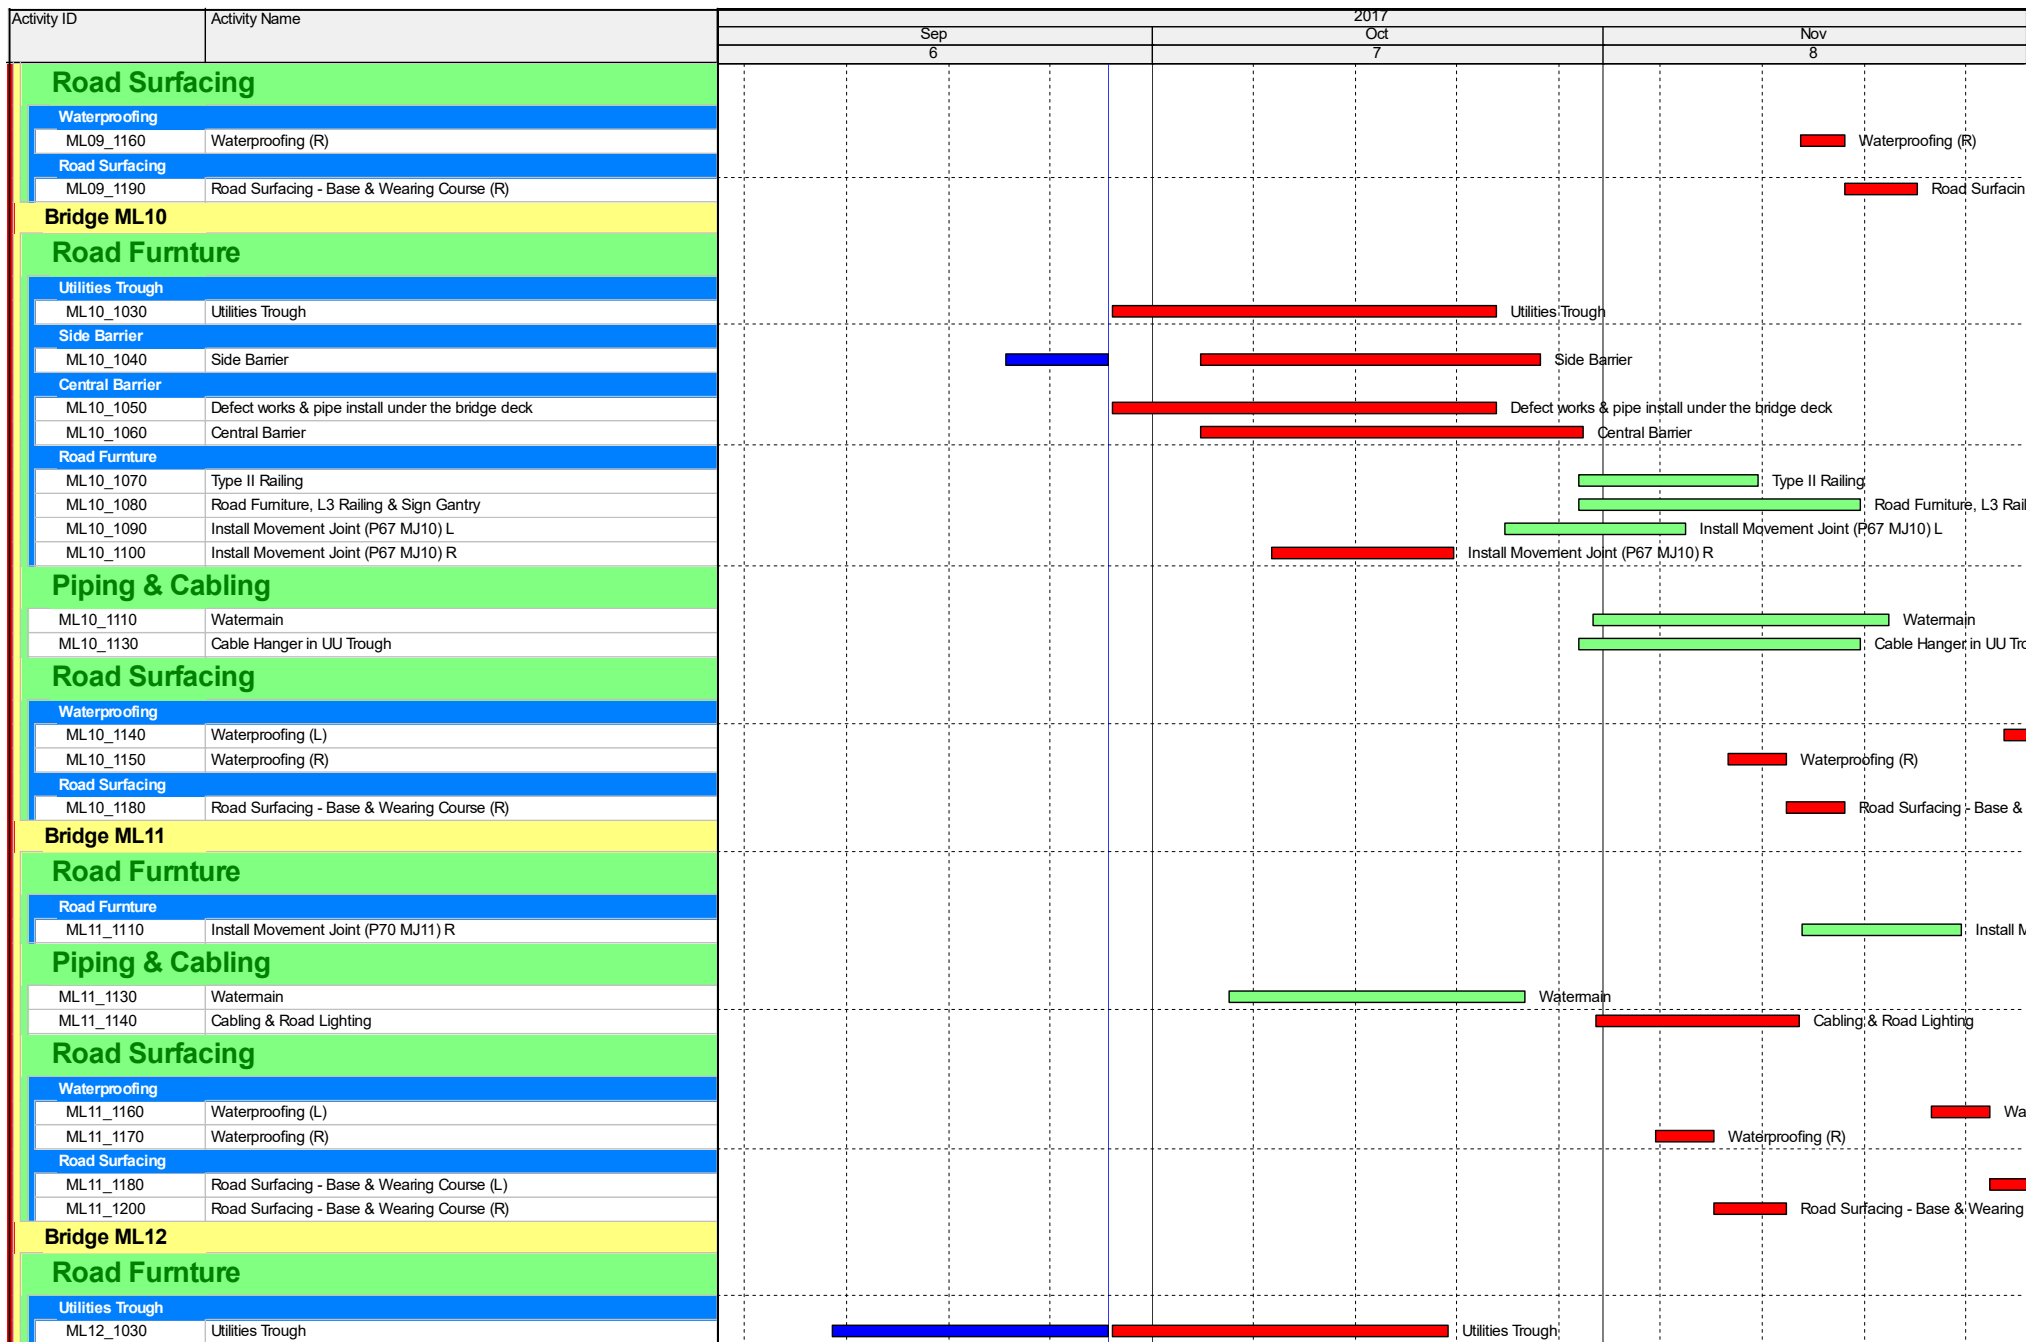 Activity ID Activity Name 2017
Sep Oct Nov
6 7 8
Road Surfacing
Waterproofing
ML09_1160 Waterproofing (R) Waterproofing (R)
Road Surfacing
ML09_1190 Road Surfacing - Base & Wearing Course (R) Road Surfacin
Bridge ML10
Road Furnture
Utilities Trough
ML10_1030 Utilities Trough Utilities Trough
Side Barrier
ML10_1040 Side Barrier Side Barrier
Central Barrier
ML10_1050 Defect works & pipe install under the bridge deck Defect works & pipe install under the bridge deck
ML10_1060 Central Barrier Central Barrier
Road Furnture
ML10_1070 Type II Railing Type II Railing
ML10_1080 Road Furniture, L3 Railing & Sign Gantry Road Furniture, L3 Rail
ML10_1090 Install Movement Joint (P67 MJ10) L Install Movement Joint (P67 MJ10) L
ML10_1100 Install Movement Joint (P67 MJ10) R Install Movement Joint (P67 MJ10) R
Piping & Cabling
ML10_1110 Watermain Watermain
ML10_1130 Cable Hanger in UU Trough Cable Hanger in UU Tro
Road Surfacing
Waterproofing
ML10_1140 Waterproofing (L)
ML10_1150 Waterproofing (R) Waterproofing (R)
Road Surfacing
ML10_1180 Road Surfacing - Base & Wearing Course (R) Road Surfacing - Base &
Bridge ML11
Road Furnture
Road Furnture
ML11_1110 Install Movement Joint (P70 MJ11) R Install M
Piping & Cabling
ML11_1130 Watermain Watermain
ML11_1140 Cabling & Road Lighting Cabling & Road Lighting
Road Surfacing
Waterproofing
ML11_1160 Waterproofing (L) Wa
ML11_1170 Waterproofing (R) Waterproofing (R)
Road Surfacing
ML11_1180 Road Surfacing - Base & Wearing Course (L)
ML11_1200 Road Surfacing - Base & Wearing Course (R) Road Surfacing - Base & Wearing
Bridge ML12
Road Furnture
Utilities Trough
ML12_1030 Utilities Trough Utilities Trough